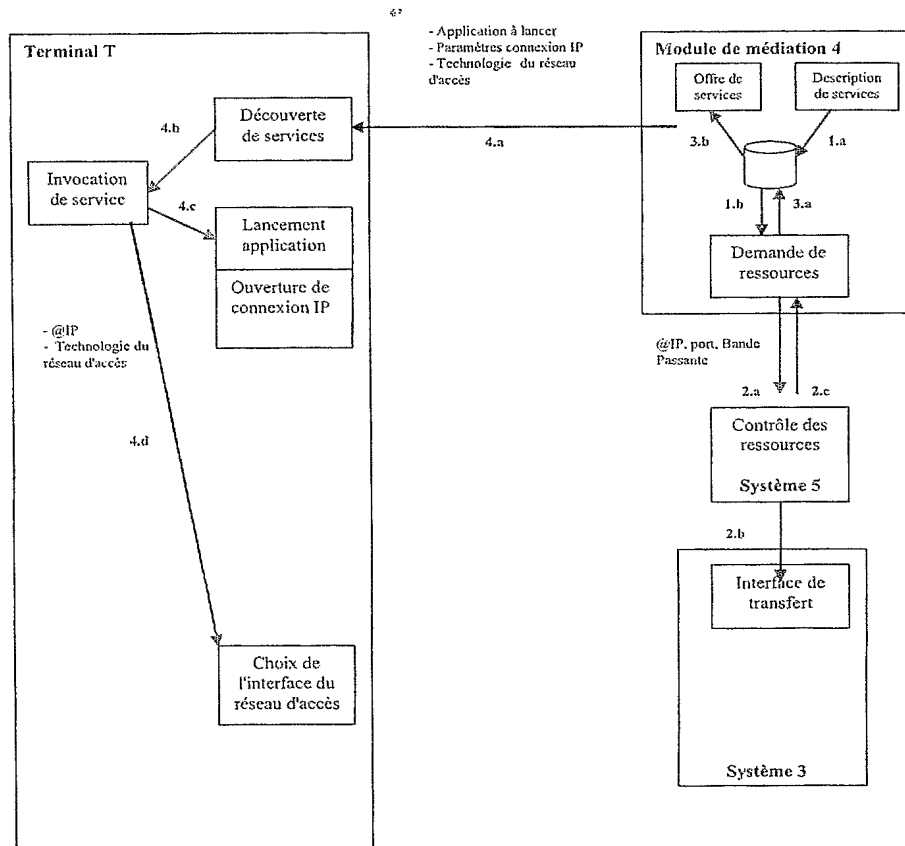 - Application à lancer
- Paramètres connexion IP
- Technologie du
réseau d'accès
Terminal T
Découverte
de services
4.b
Invocation
de service
4.c
Lancement
application
Ouverture de
connexion IP
- @IP
- Technologie du
réseau d'accès
4.d
Choix de
l'interface du
réseau d'accès
4.a
Module de médiation 4
Offre de
services
Description
de services
3.b
1.a
1.b
3.a
Demande de
ressources
@IP, port, Bande
Passante
2.a
2.c
Contrôle des
ressources
Système 5
2.b
Interface de
transfert
Système 3